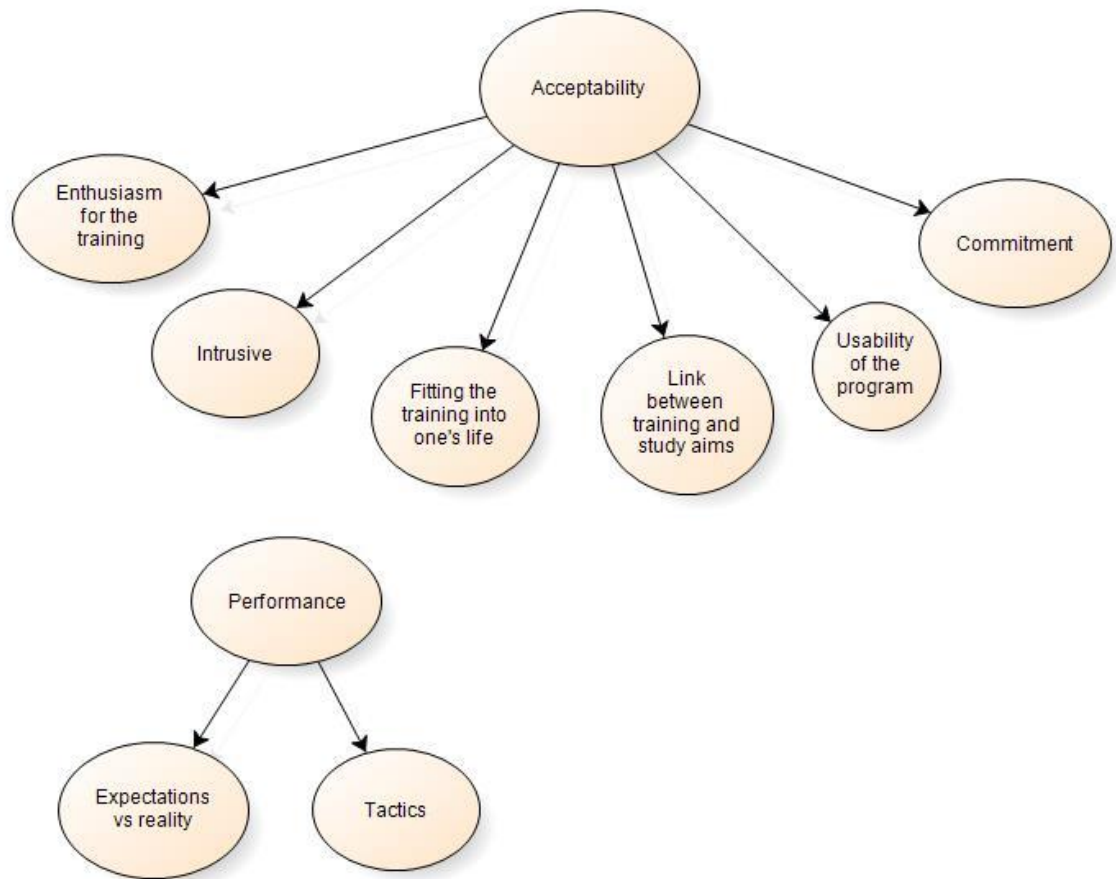 Acceptability
Enthusiasm
for the
training
Commitment
Intrusive
Fitting the
training into
one's life
Link
between
training and
study aims
Usability
of the
program
Performance
Expectations
vs reality
Tactics